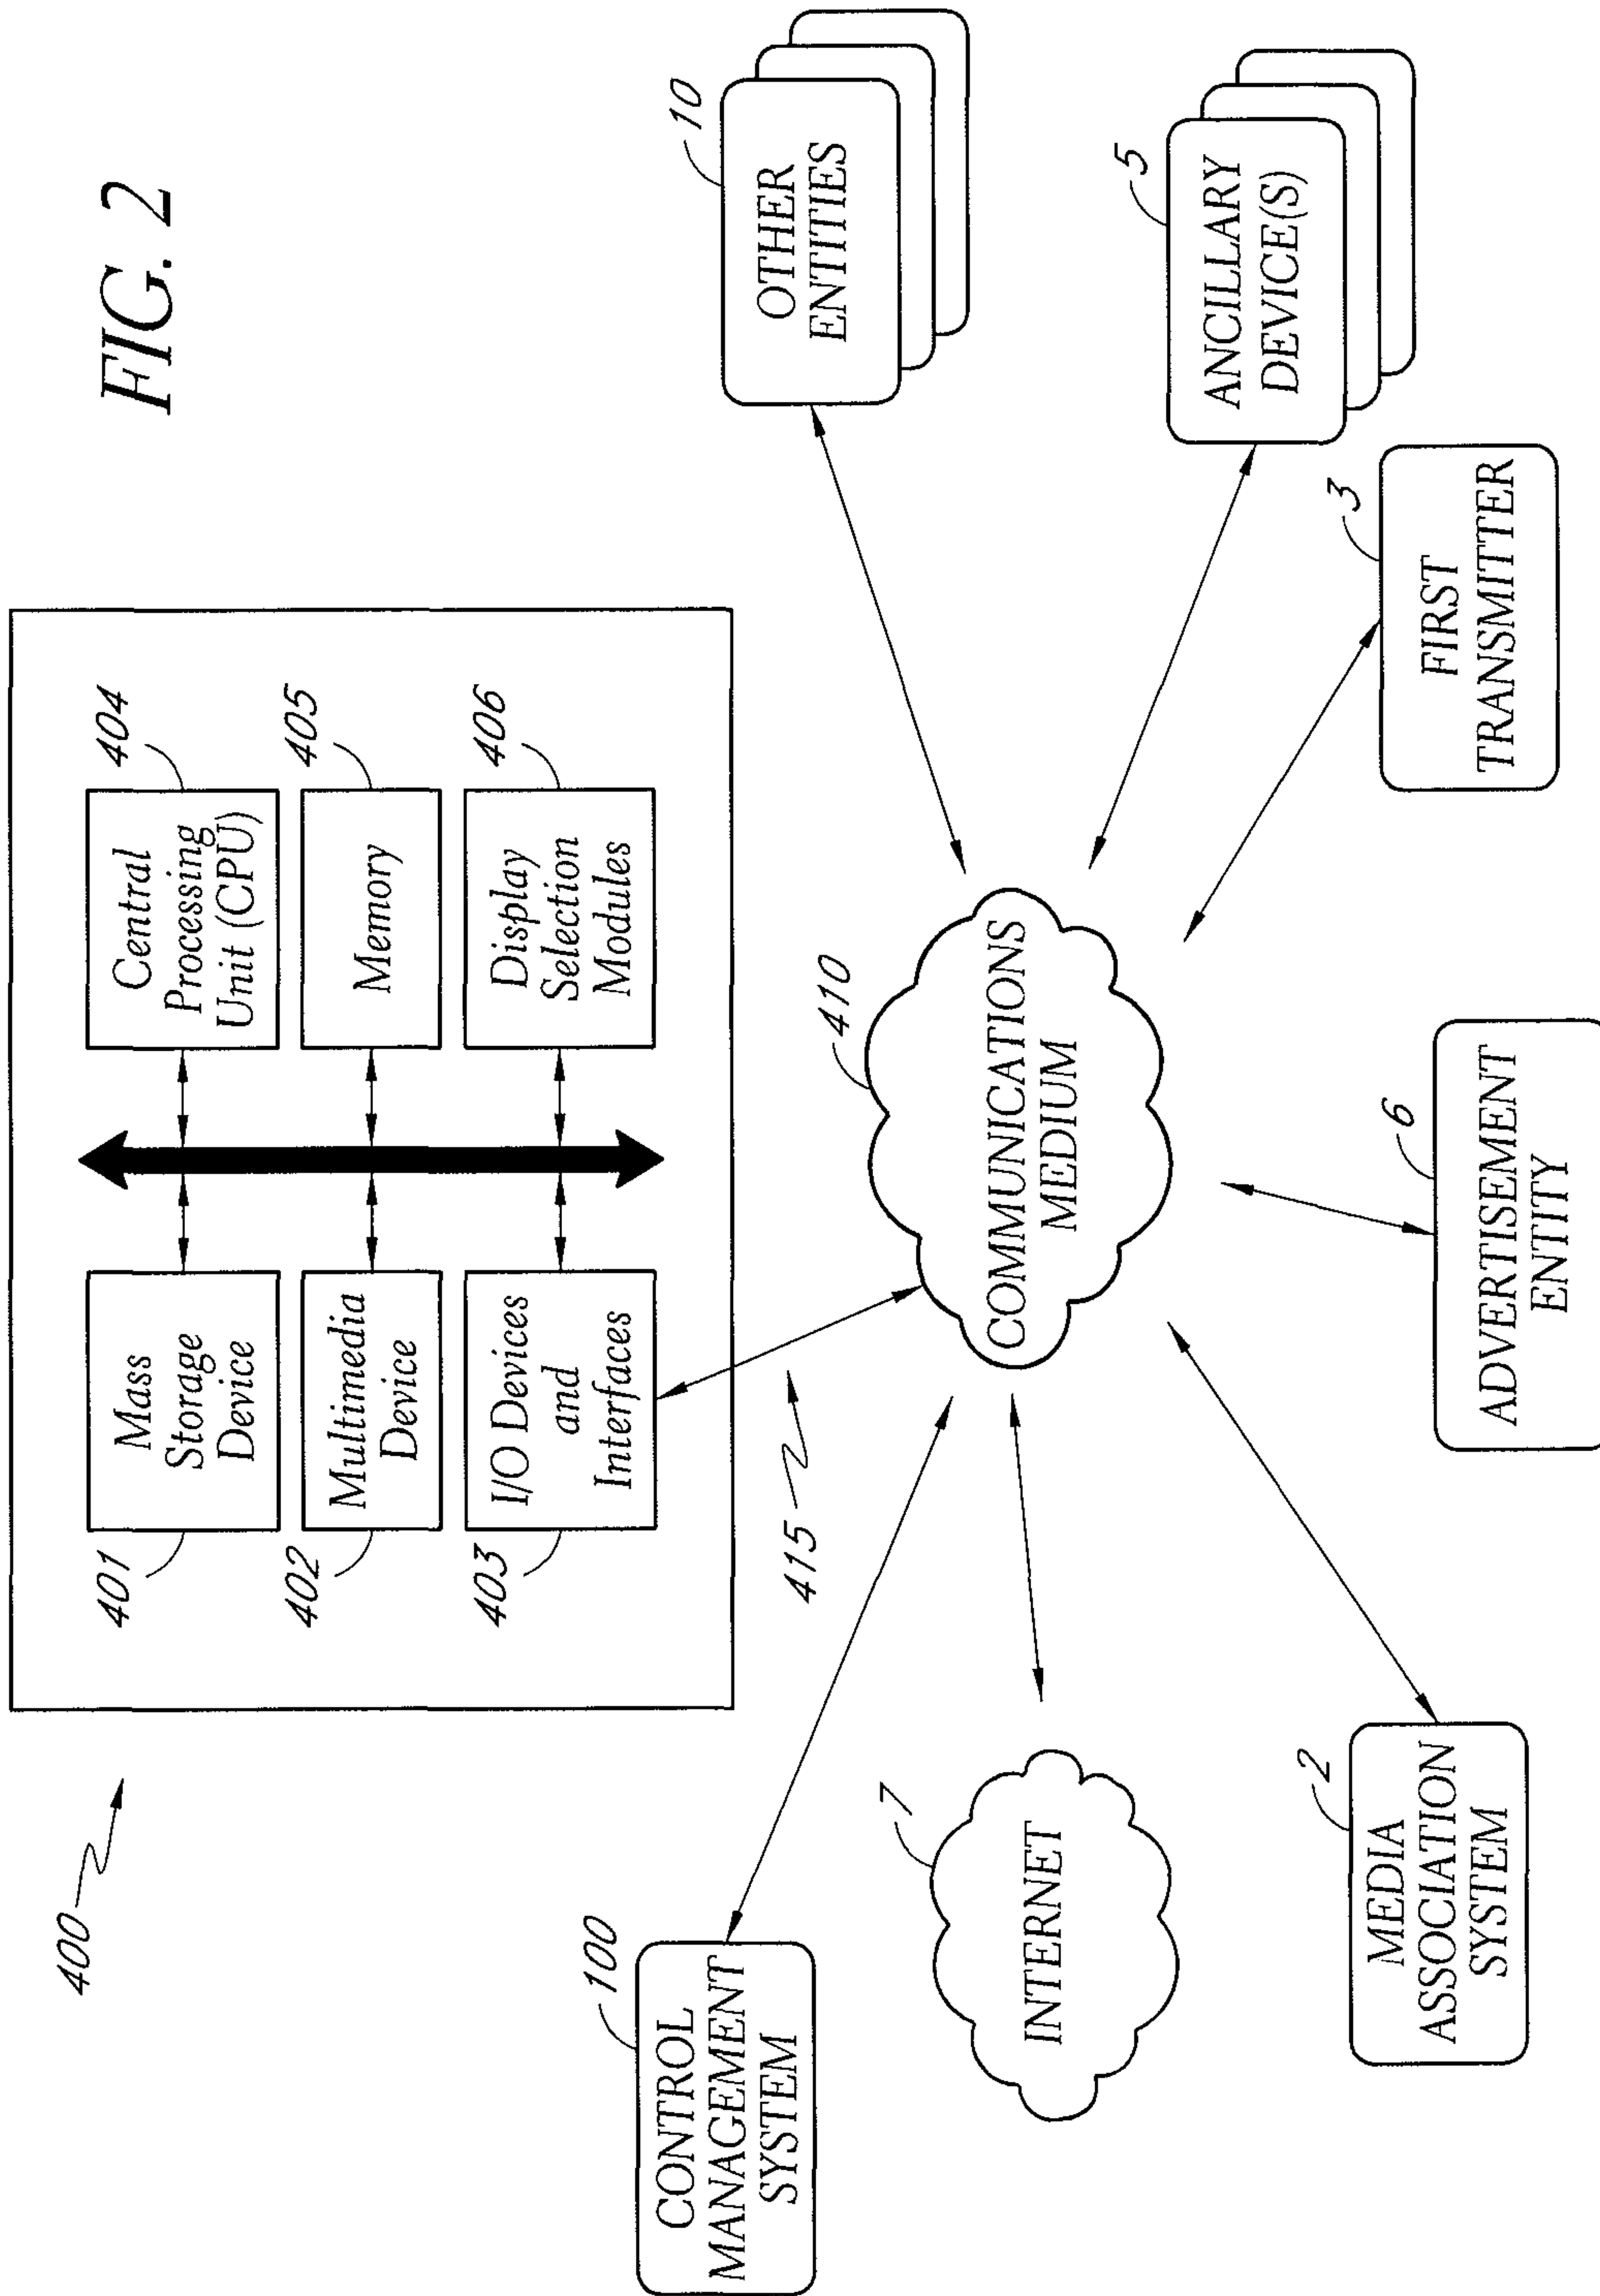 FIG. 2
400
401
Mass
Storage
Device
402
Multimedia
Device
403
I/O Devices
and
Interfaces
404
Central
Processing
Unit (CPU)
405
Memory
406
Display
Selection
Modules
415
410
COMMUNICATIONS
MEDIUM
100
CONTROL
MANAGEMENT
SYSTEM
7
INTERNET
2
MEDIA
ASSOCIATION
SYSTEM
6
ADVERTISEMENT
ENTITY
3
FIRST
TRANSMITTER
5
ANCILLARY
DEVICE(S)
10
OTHER
ENTITIES